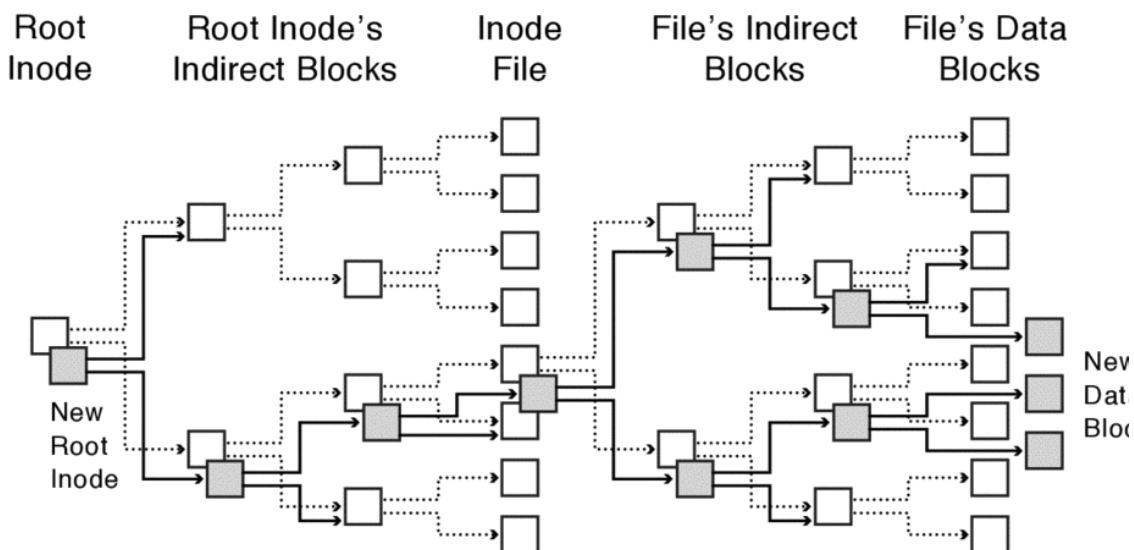 Root
Inode
Root Inode's
Indirect Blocks
Inode
File
File's Indirect
Blocks
File's Data
Blocks
New
Root
Inode